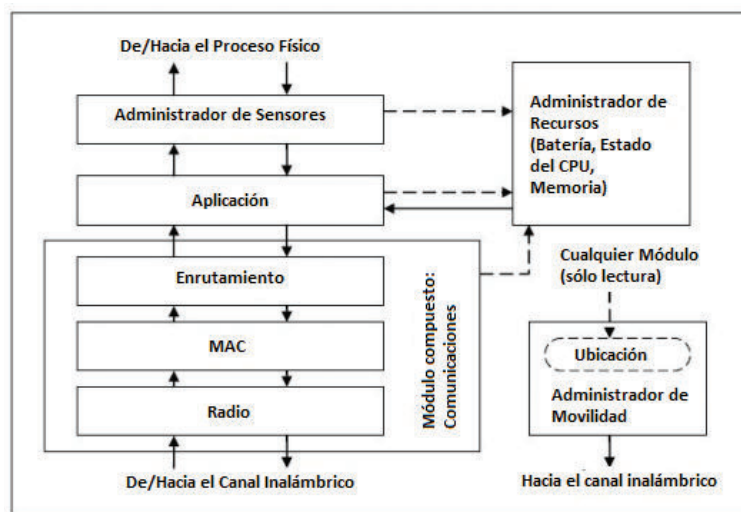 De/Hacia el Proceso Físico
Administrador de Sensores
Aplicación
Enrutamiento
MAC
Radio
Módulo compuesto:
Comunicaciones
De/Hacia el Canal Inalámbrico
Administrador de
Recursos
(Batería, Estado
del CPU,
Memoria)
Cualquier Módulo
(sólo lectura)
Ubicación
Administrador de
Movilidad
Hacia el canal inalámbrico